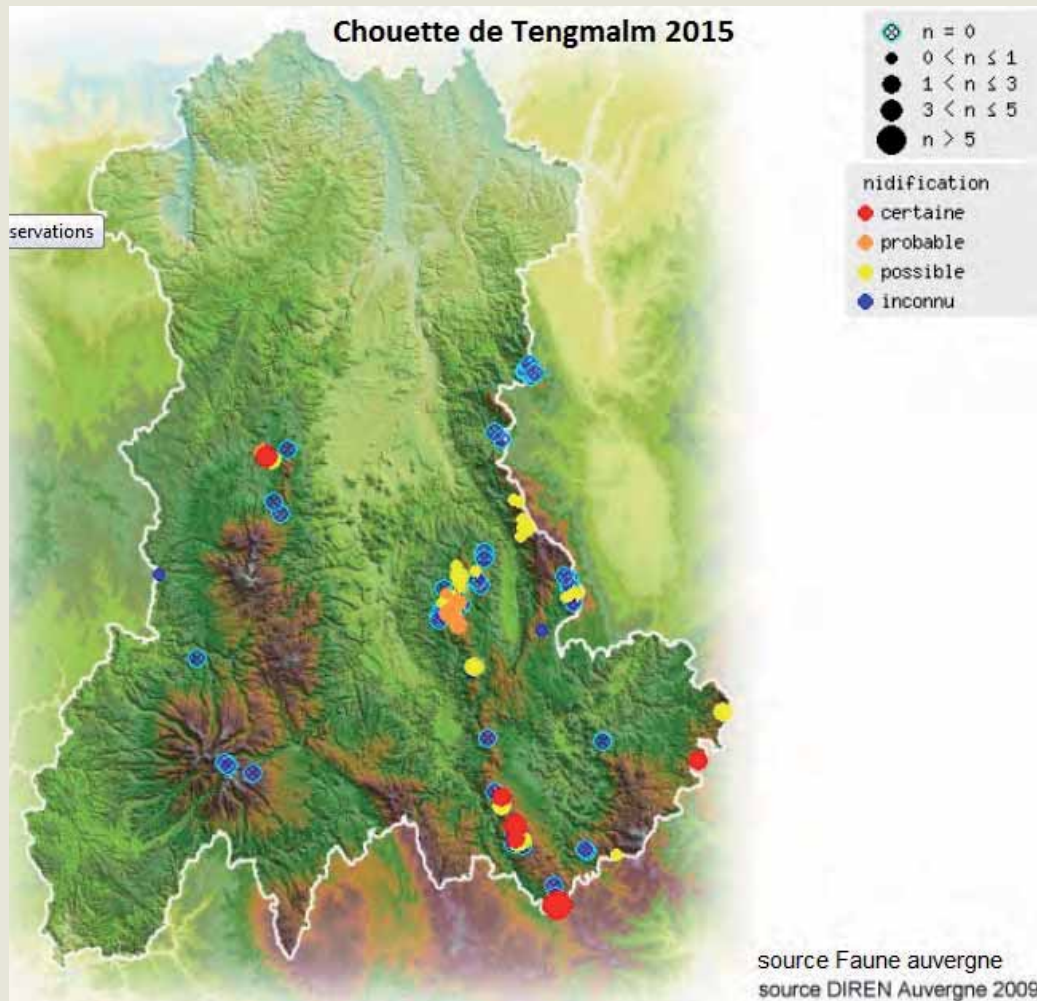 Chouette de Tengmalm 2015
n = 0
0 < n ≤ 1
1 < n ≤ 3
3 < n ≤ 5
n > 5
nidification
certaine
probable
possible
inconnu
servations
source Faune auvergne
source DIREN Auvergne 2009